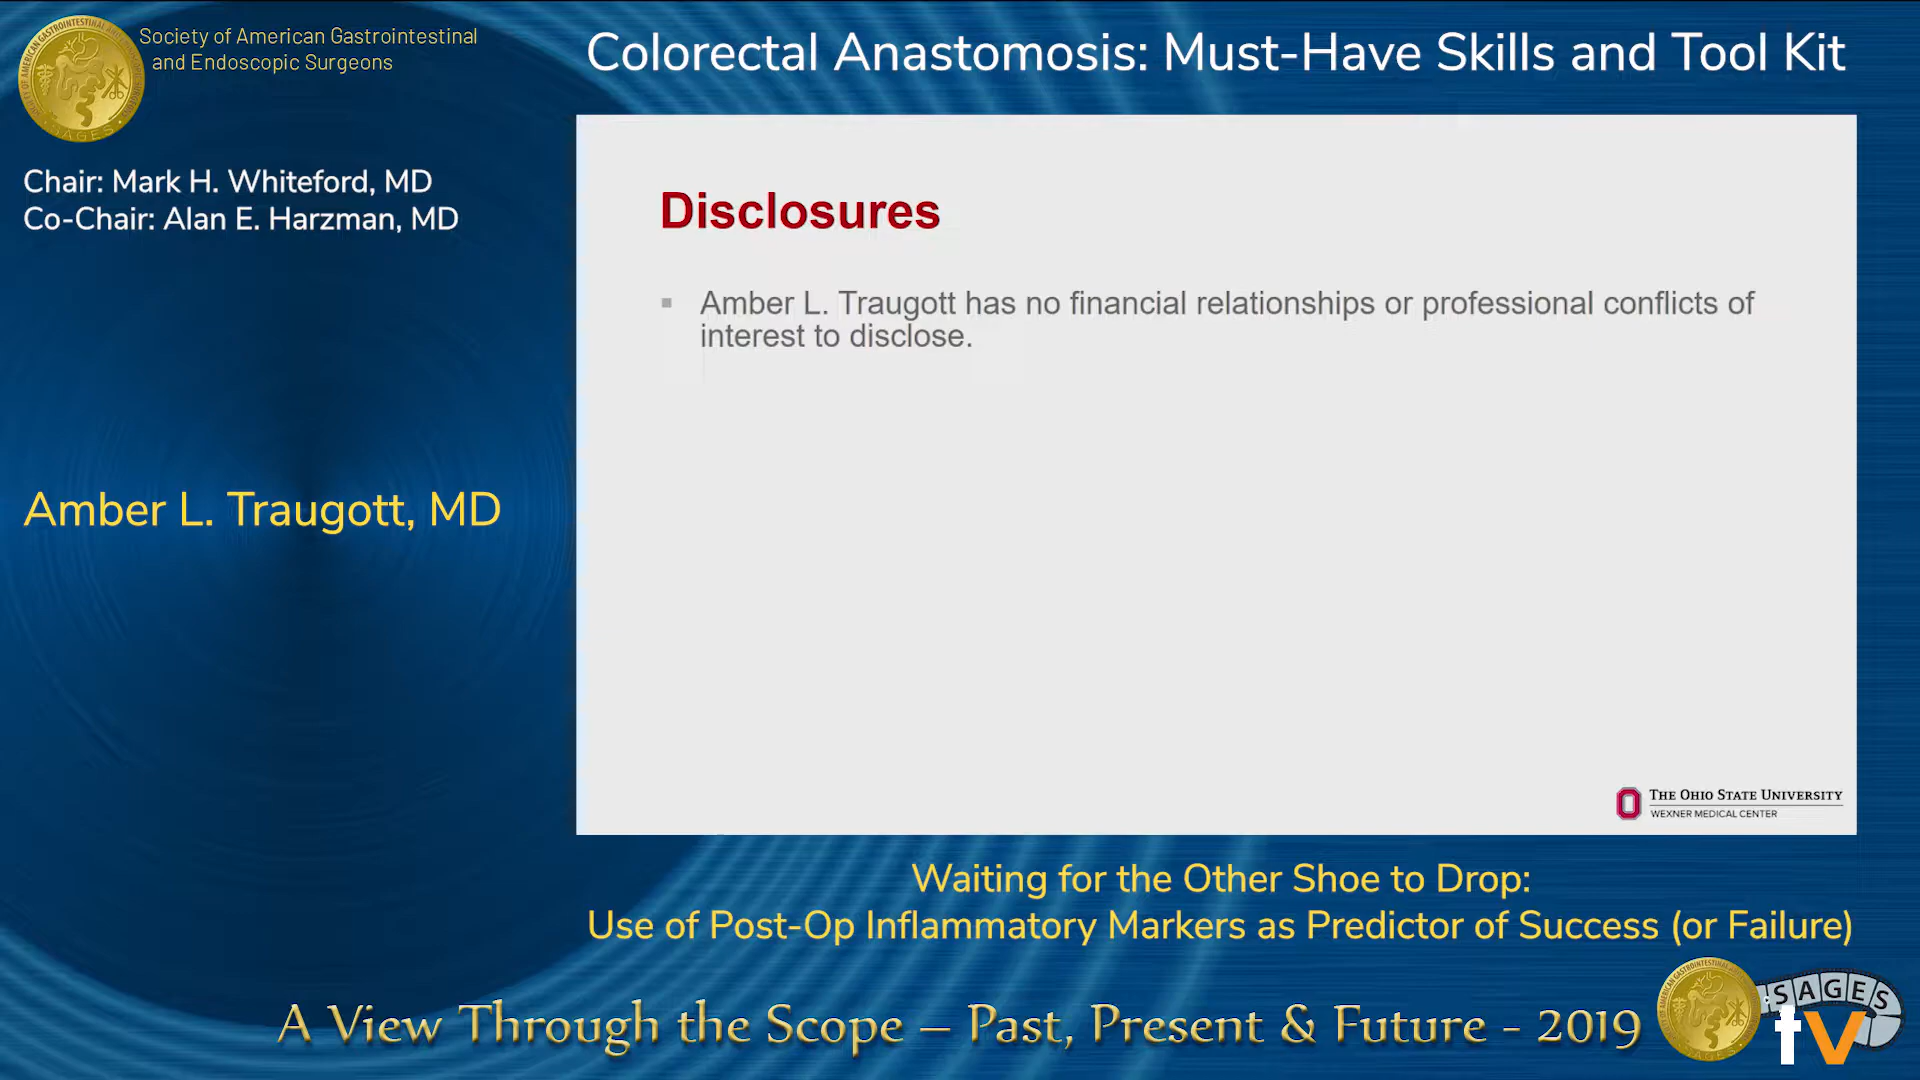 Society of American Gastrointestinal
and Endoscopic Surgeons
Colorectal Anastomosis: Must-Have Skills and Tool Kit
Chair: Mark H. Whiteford, MD
Co-Chair: Alan E. Harzman, MD
Disclosures
▪ Amber L. Traugott has no financial relationships or professional conflicts of
interest to disclose.
Amber L. Traugott, MD
THE OHIO STATE UNIVERSITY
WEXNER MEDICAL CENTER
Waiting for the Other Shoe to Drop:
Use of Post-Op Inflammatory Markers as Predictor of Success (or Failure)
A View Through the Scope – Past, Present & Future - 2019
SAGES
tv